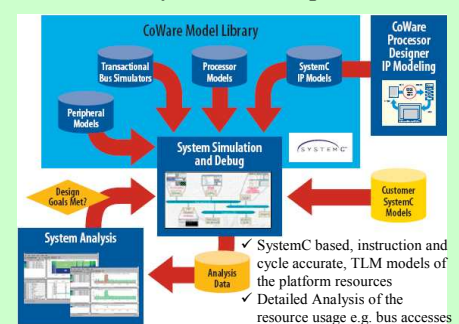 CoWare Model Library
CoWare
Processor
Designer
IP Modeling
Transactional
Bus Simulators
Processor
Models
SystemC
IP Models
Peripheral
Models
System Simulation
and Debug
SYSTEMC
Design
Goals Met?
Customer
SystemC
Models
System Analysis
Analysis
Data
✓ SystemC based, instruction and
cycle accurate, TLM models of
the platform resources
✓ Detailed Analysis of the
resource usage e.g. bus accesses